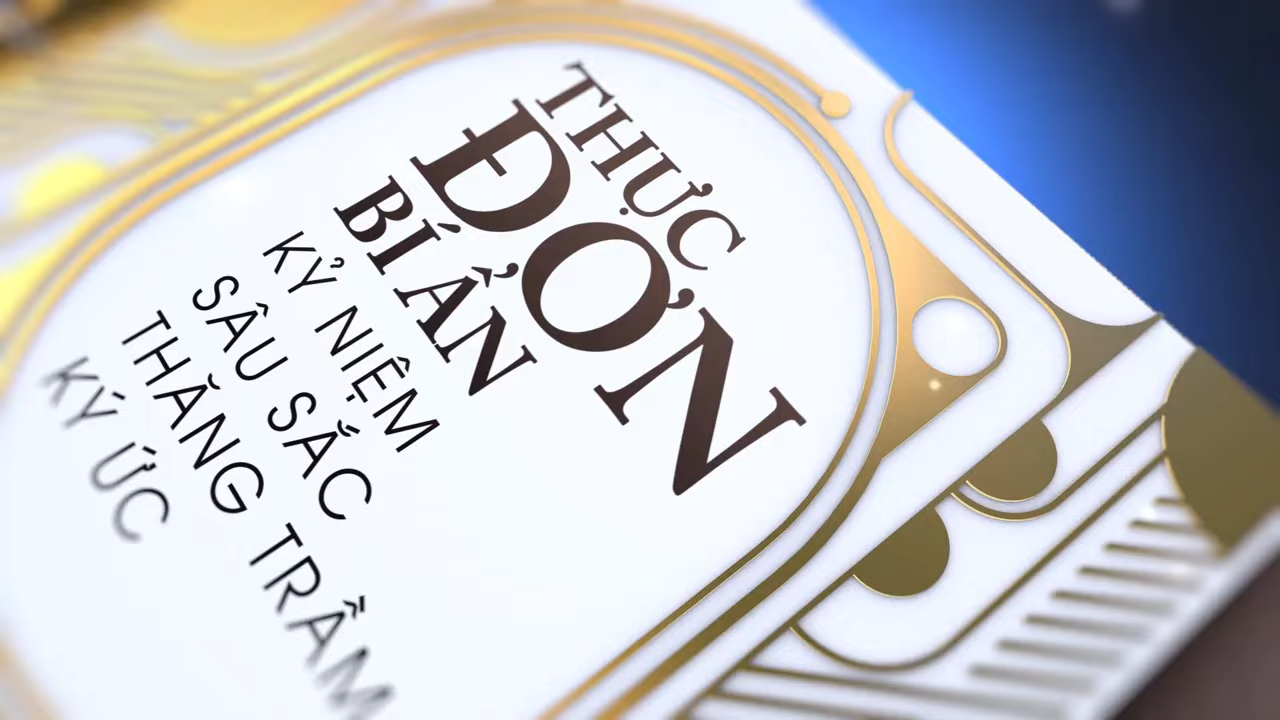 THỰC
ĐƠN
BÍ ẨN
KỶ NIỆM
SÂU SẮC
THĂNG TRẦM
KÝ ỨC